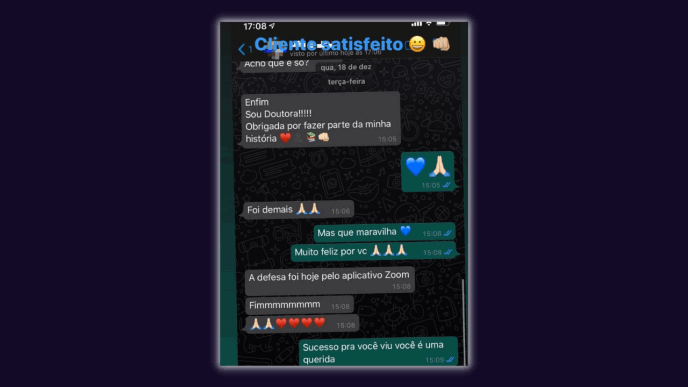 17:08
Cliente satisfeito 😀 👊🏻
visto por último hoje às 17:06
Acho que é só?
qua, 18 de dez
terça-feira
Enfim
Sou Doutora!!!!!
Obrigada por fazer parte da minha
história ❤️ 📚👊🏻
15:05
💙🙏🏻
15:05
Foi demais 🙏🏻🙏🏻 15:06
Mas que maravilha 💙 15:08
Muito feliz por vc 🙏🏻🙏🏻🙏🏻 15:08
A defesa foi hoje pelo aplicativo Zoom
15:08
Fimmmmmmmm 15:08
🙏🏻🙏🏻❤️❤️❤️❤️ 15:08
Sucesso pra você viu você é uma
querida 15:09